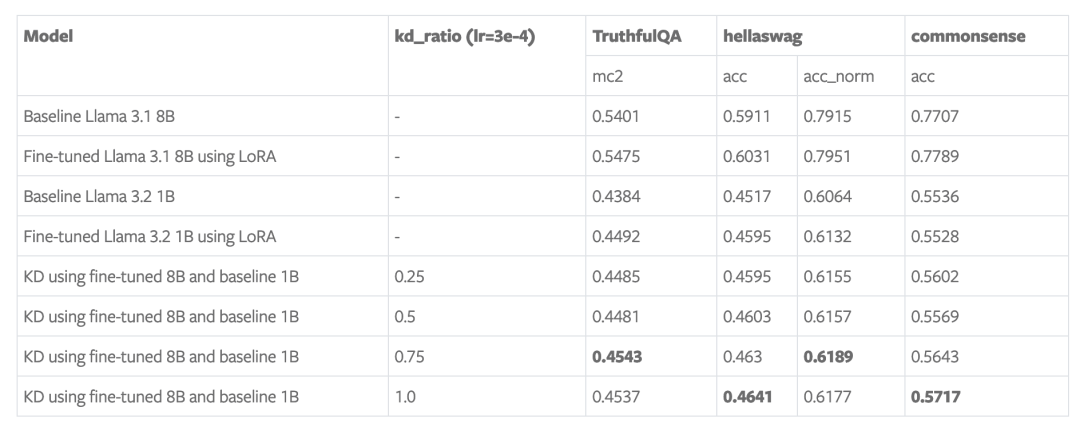 Model kd_ratio (lr=3e-4) TruthfulQA hellaswag commonsense
mc2 acc acc_norm acc
Baseline Llama 3.1 8B - 0.5401 0.5911 0.7915 0.7707
Fine-tuned Llama 3.1 8B using LoRA - 0.5475 0.6031 0.7951 0.7789
Baseline Llama 3.2 1B - 0.4384 0.4517 0.6064 0.5536
Fine-tuned Llama 3.2 1B using LoRA - 0.4492 0.4595 0.6132 0.5528
KD using fine-tuned 8B and baseline 1B 0.25 0.4485 0.4595 0.6155 0.5602
KD using fine-tuned 8B and baseline 1B 0.5 0.4481 0.4603 0.6157 0.5569
KD using fine-tuned 8B and baseline 1B 0.75 0.4543 0.463 0.6189 0.5643
KD using fine-tuned 8B and baseline 1B 1.0 0.4537 0.4641 0.6177 0.5717